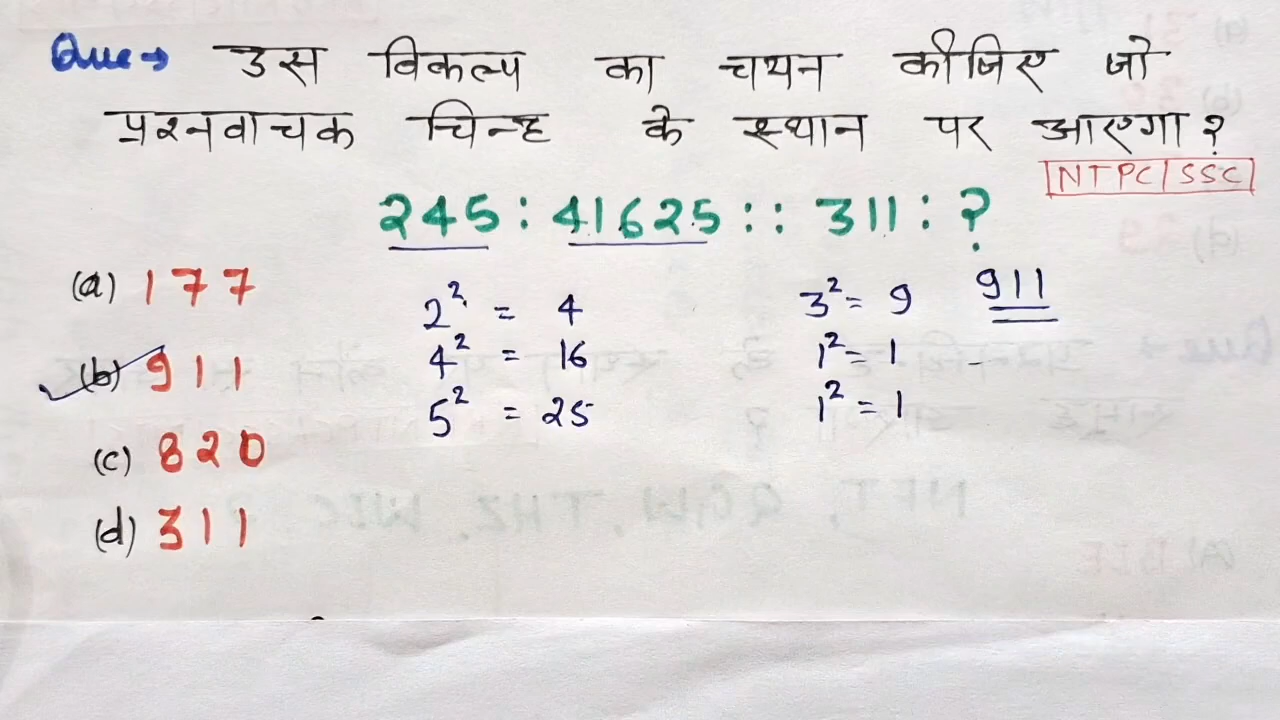 Que→ उस विकल्प का चयन कीजिए जो
प्रश्नवाचक चिन्ह के स्थान पर आएगा ?
NTPC | SSC
245 : 41625 :: 311 : ?
(a) 177
(b) 911
(c) 820
(d) 311
2² = 4
4² = 16
5² = 25
3² = 9
1² = 1
1² = 1
911